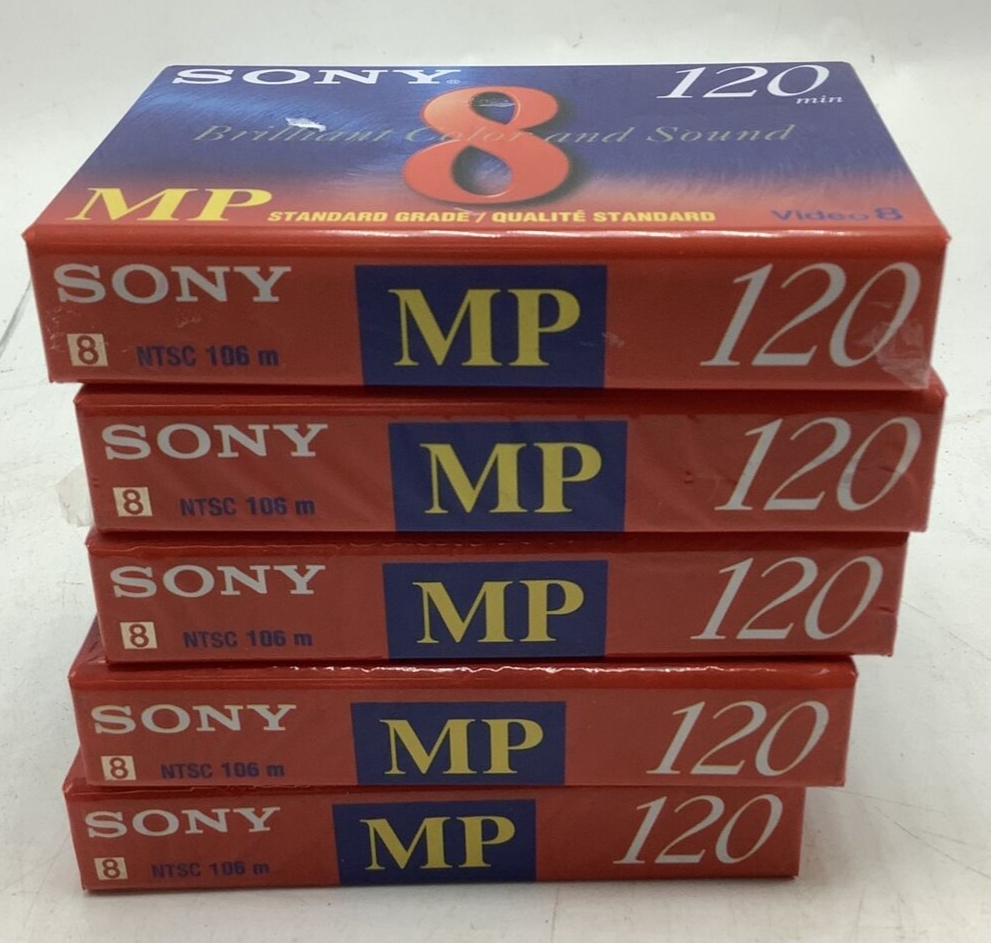 SONY® 120 min
8
Brilliant Color and Sound
MP STANDARD GRADE / QUALITÉ STANDARD Video 8
SONY MP 120
8 NTSC 106 m
SONY MP 120
8 NTSC 106 m
SONY MP 120
8 NTSC 106 m
SONY MP 120
8 NTSC 106 m
SONY MP 120
8 NTSC 106 m